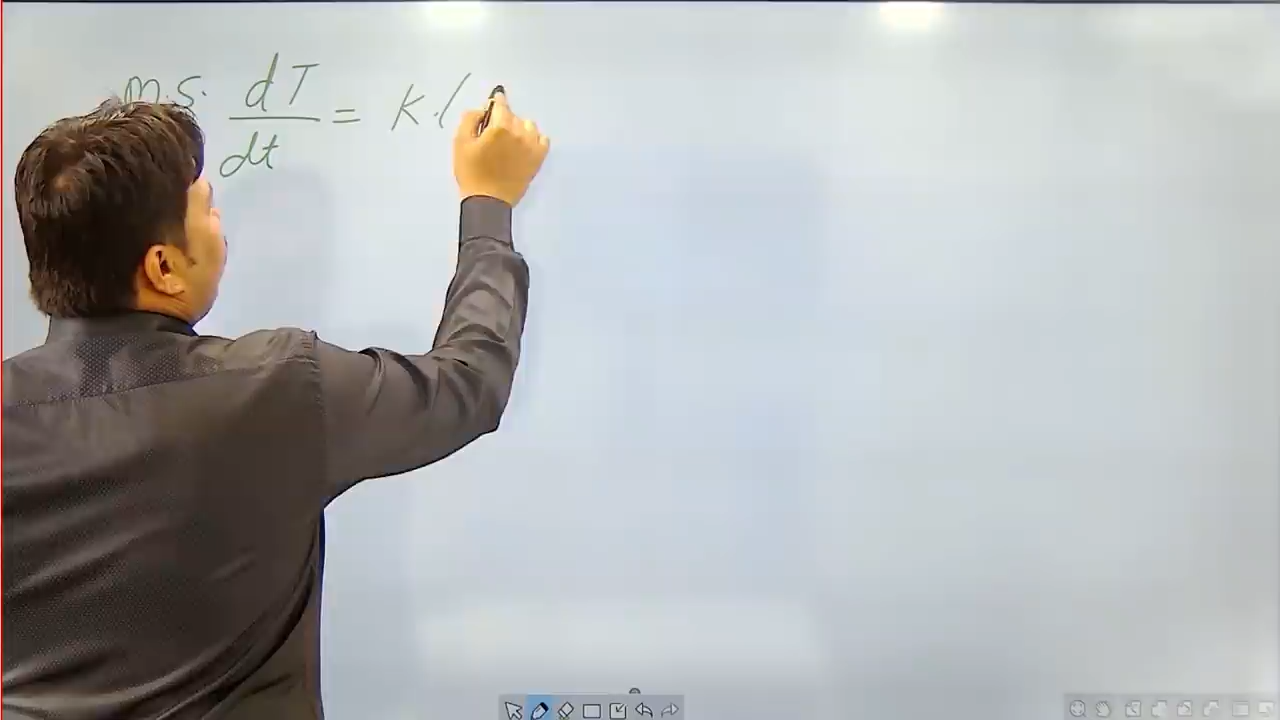 m.s. dT/dt = K.(